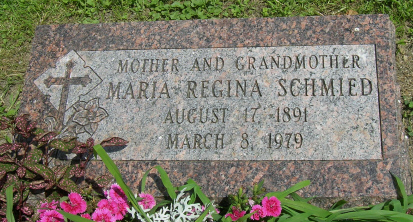 MOTHER AND GRANDMOTHER
MARIA REGINA SCHMIED
AUGUST 17, 1891
MARCH 8, 1979